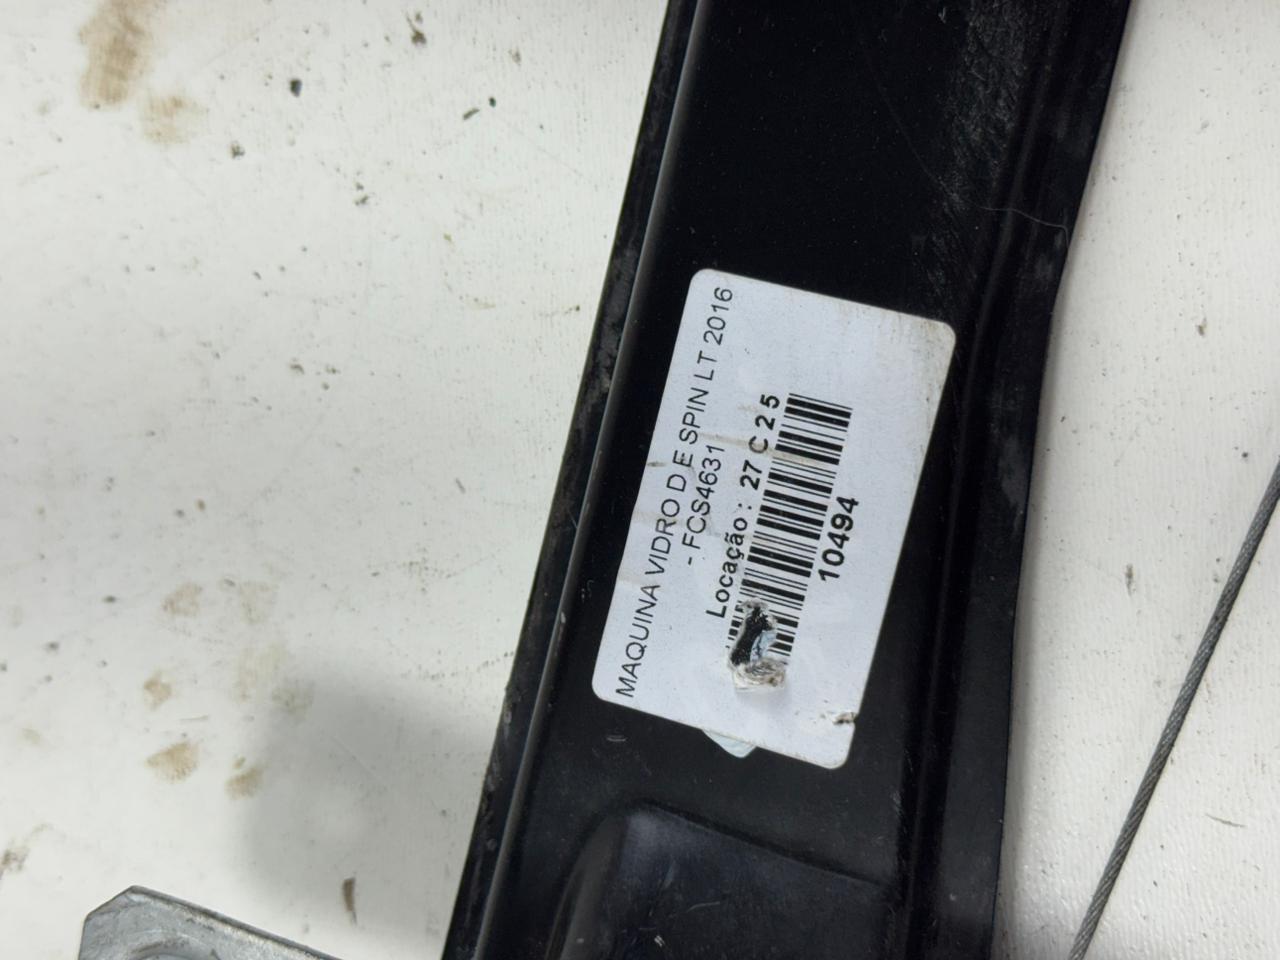 MAQUINA VIDRO D E SPIN LT 2016
- FCS4631
Locação : 27 C 2 5
10494